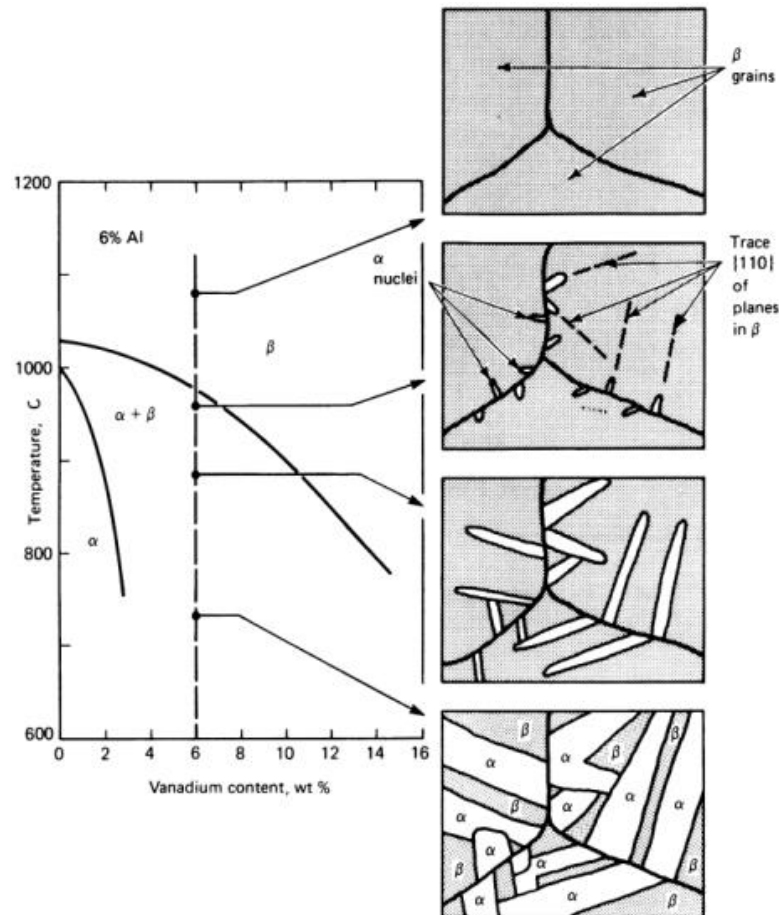 β
grains
1200
6% Al
α
nuclei
Trace
|110|
of
planes
in β
β
1000
α + β
Temperature, C
α
800
600
0 2 4 6 8 10 12 14 16
Vanadium content, wt %
β
α
β
α
α
β
α
β
α
α
β
α
β
α
α
β